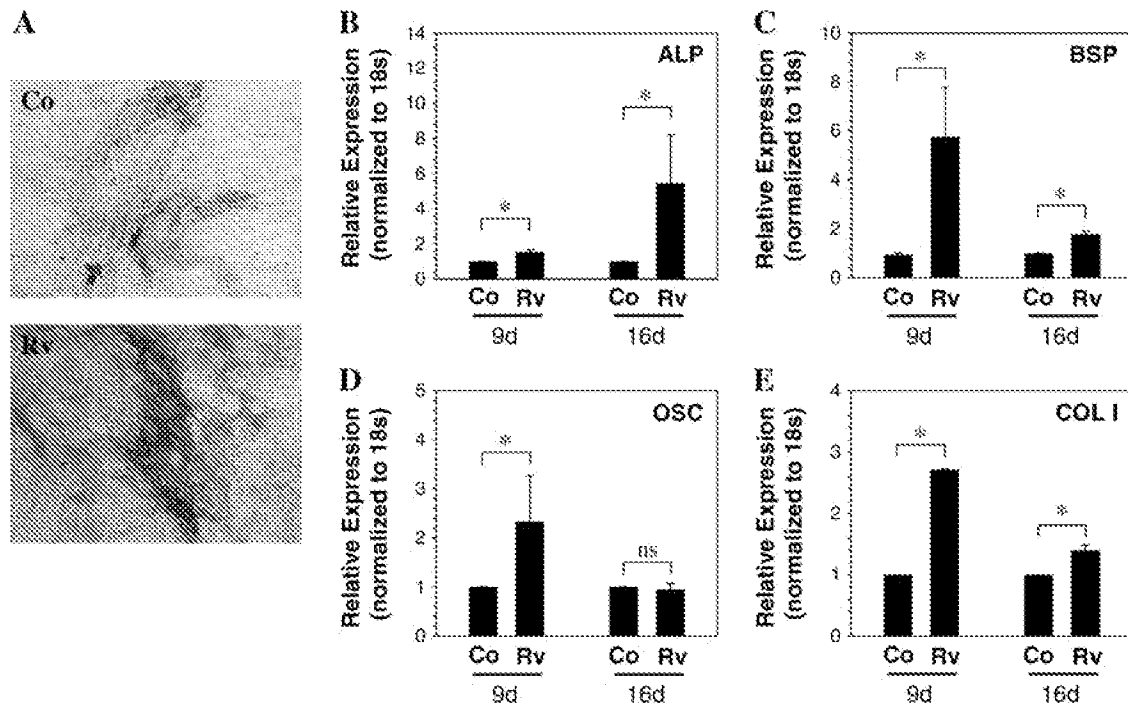 A
Co
Rv
B
ALP
Relative Expression
(normalized to 18s)
14
12
10
8
6
4
2
0
*
*
Co Rv Co Rv
9d 16d
C
BSP
Relative Expression
(normalized to 18s)
10
8
6
4
2
0
*
*
Co Rv Co Rv
9d 16d
D
OSC
Relative Expression
(normalized to 18s)
5
4
3
2
1
0
*
ns
Co Rv Co Rv
9d 16d
E
COL I
Relative Expression
(normalized to 18s)
4
3
2
1
0
*
*
Co Rv Co Rv
9d 16d